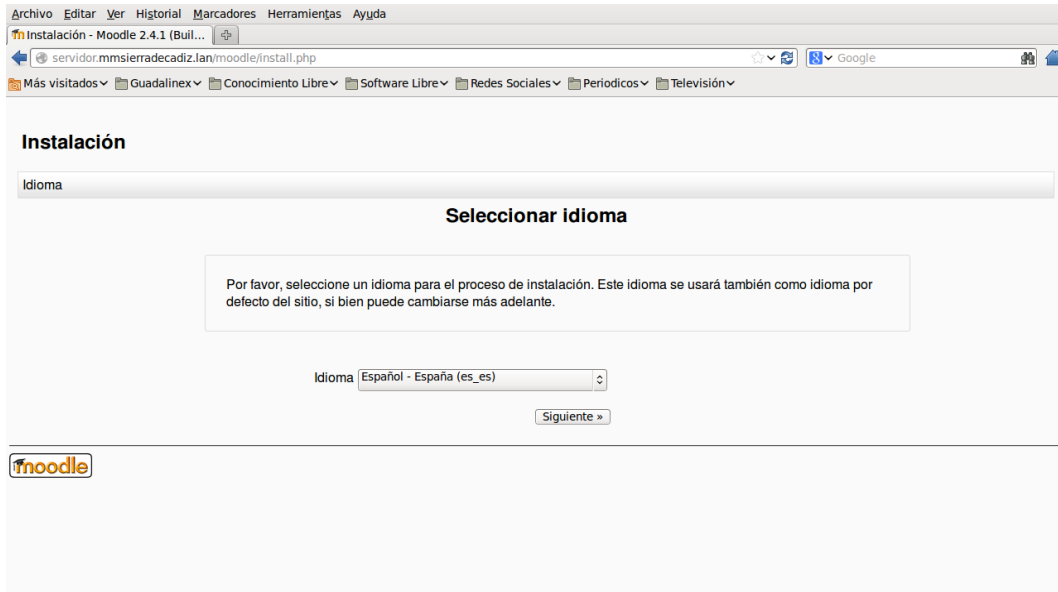 Archivo Editar Ver Historial Marcadores Herramientas Ayuda
Instalación - Moodle 2.4.1 (Buil...
servidor.mmsierradecadiz.lan/moodle/install.php
Google
Más visitados Guadalinex Conocimiento Libre Software Libre Redes Sociales Periodicos Televisión
Instalación
Idioma
Seleccionar idioma
Por favor, seleccione un idioma para el proceso de instalación. Este idioma se usará también como idioma por
defecto del sitio, si bien puede cambiarse más adelante.
Idioma Español - España (es_es)
Siguiente »
moodle